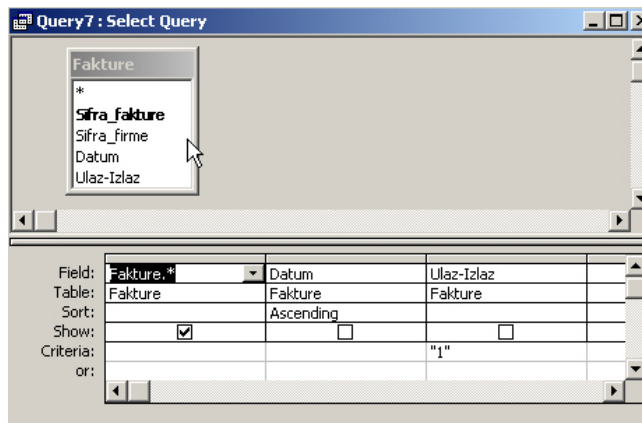 Query7 : Select Query
Fakture
*
Sifra_fakture
Sifra_firme
Datum
Ulaz-Izlaz
Field: Fakture.* Datum Ulaz-Izlaz
Table: Fakture Fakture Fakture
Sort: Ascending
Show:
Criteria: "1"
or: